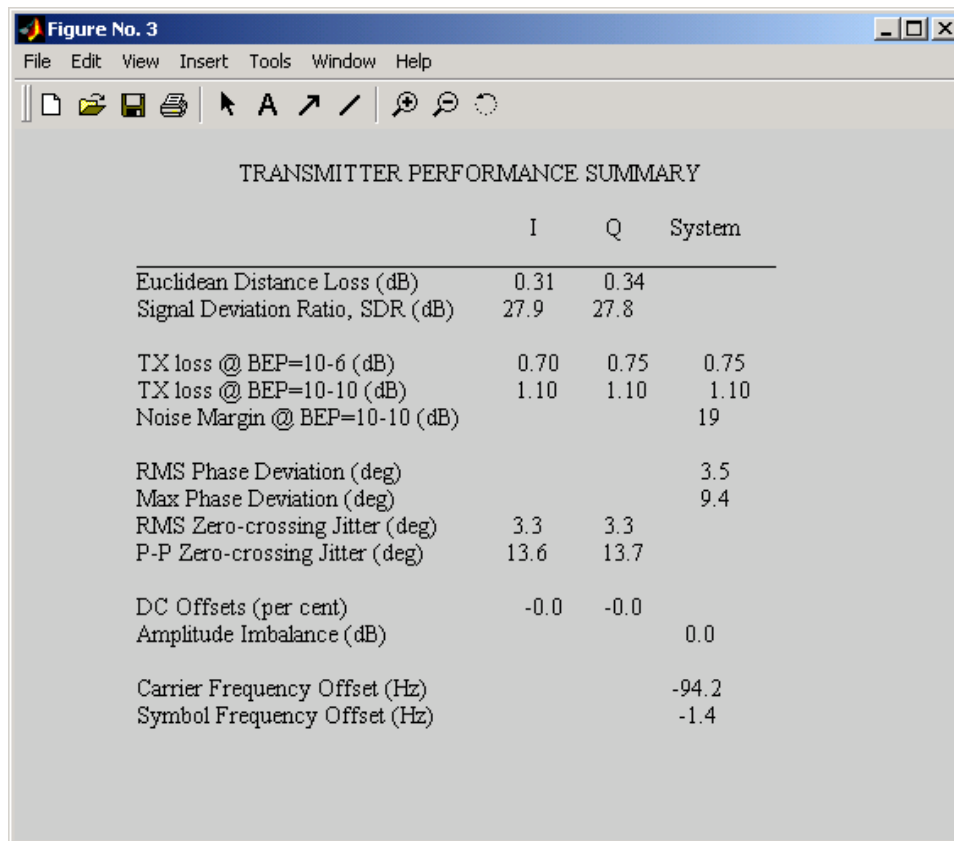 Figure No. 3
File Edit View Insert Tools Window Help
A
TRANSMITTER PERFORMANCE SUMMARY
I Q System
Euclidean Distance Loss (dB) 0.31 0.34
Signal Deviation Ratio, SDR (dB) 27.9 27.8
TX loss @ BEP=10-6 (dB) 0.70 0.75 0.75
TX loss @ BEP=10-10 (dB) 1.10 1.10 1.10
Noise Margin @ BEP=10-10 (dB) 19
RMS Phase Deviation (deg) 3.5
Max Phase Deviation (deg) 9.4
RMS Zero-crossing Jitter (deg) 3.3 3.3
P-P Zero-crossing Jitter (deg) 13.6 13.7
DC Offsets (per cent) -0.0 -0.0
Amplitude Imbalance (dB) 0.0
Carrier Frequency Offset (Hz) -94.2
Symbol Frequency Offset (Hz) -1.4